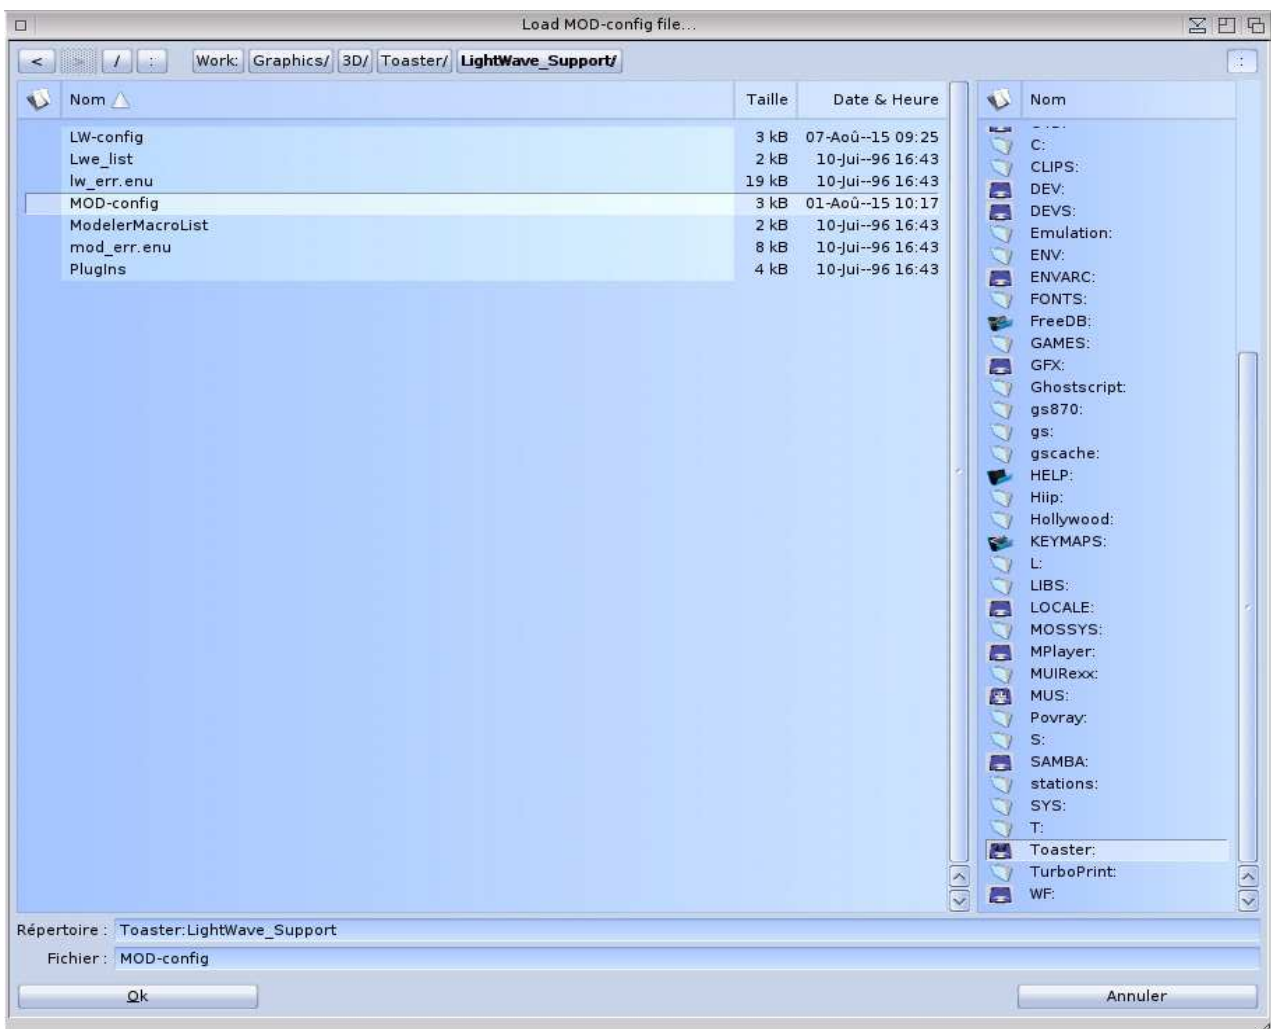 Load MOD-config file...
< > / : Work: Graphics/ 3D/ Toaster/ LightWave_Support/ :
Nom Taille Date & Heure
LW-config 3 kB 07-Aoû--15 09:25
Lwe_list 2 kB 10-Jui--96 16:43
lw_err.enu 19 kB 10-Jui--96 16:43
MOD-config 3 kB 01-Aoû--15 10:17
ModelerMacroList 2 kB 10-Jui--96 16:43
mod_err.enu 8 kB 10-Jui--96 16:43
PlugIns 4 kB 10-Jui--96 16:43
Nom
C:
CLIPS:
DEV:
DEVS:
Emulation:
ENV:
ENVARC:
FONTS:
FreeDB:
GAMES:
GFX:
Ghostscript:
gs870:
gs:
gscache:
HELP:
Hiip:
Hollywood:
KEYMAPS:
L:
LIBS:
LOCALE:
MOSSYS:
MPlayer:
MUIRexx:
MUS:
Povray:
S:
SAMBA:
stations:
SYS:
T:
Toaster:
TurboPrint:
WF:
Répertoire : Toaster:LightWave_Support
Fichier : MOD-config
Ok Annuler